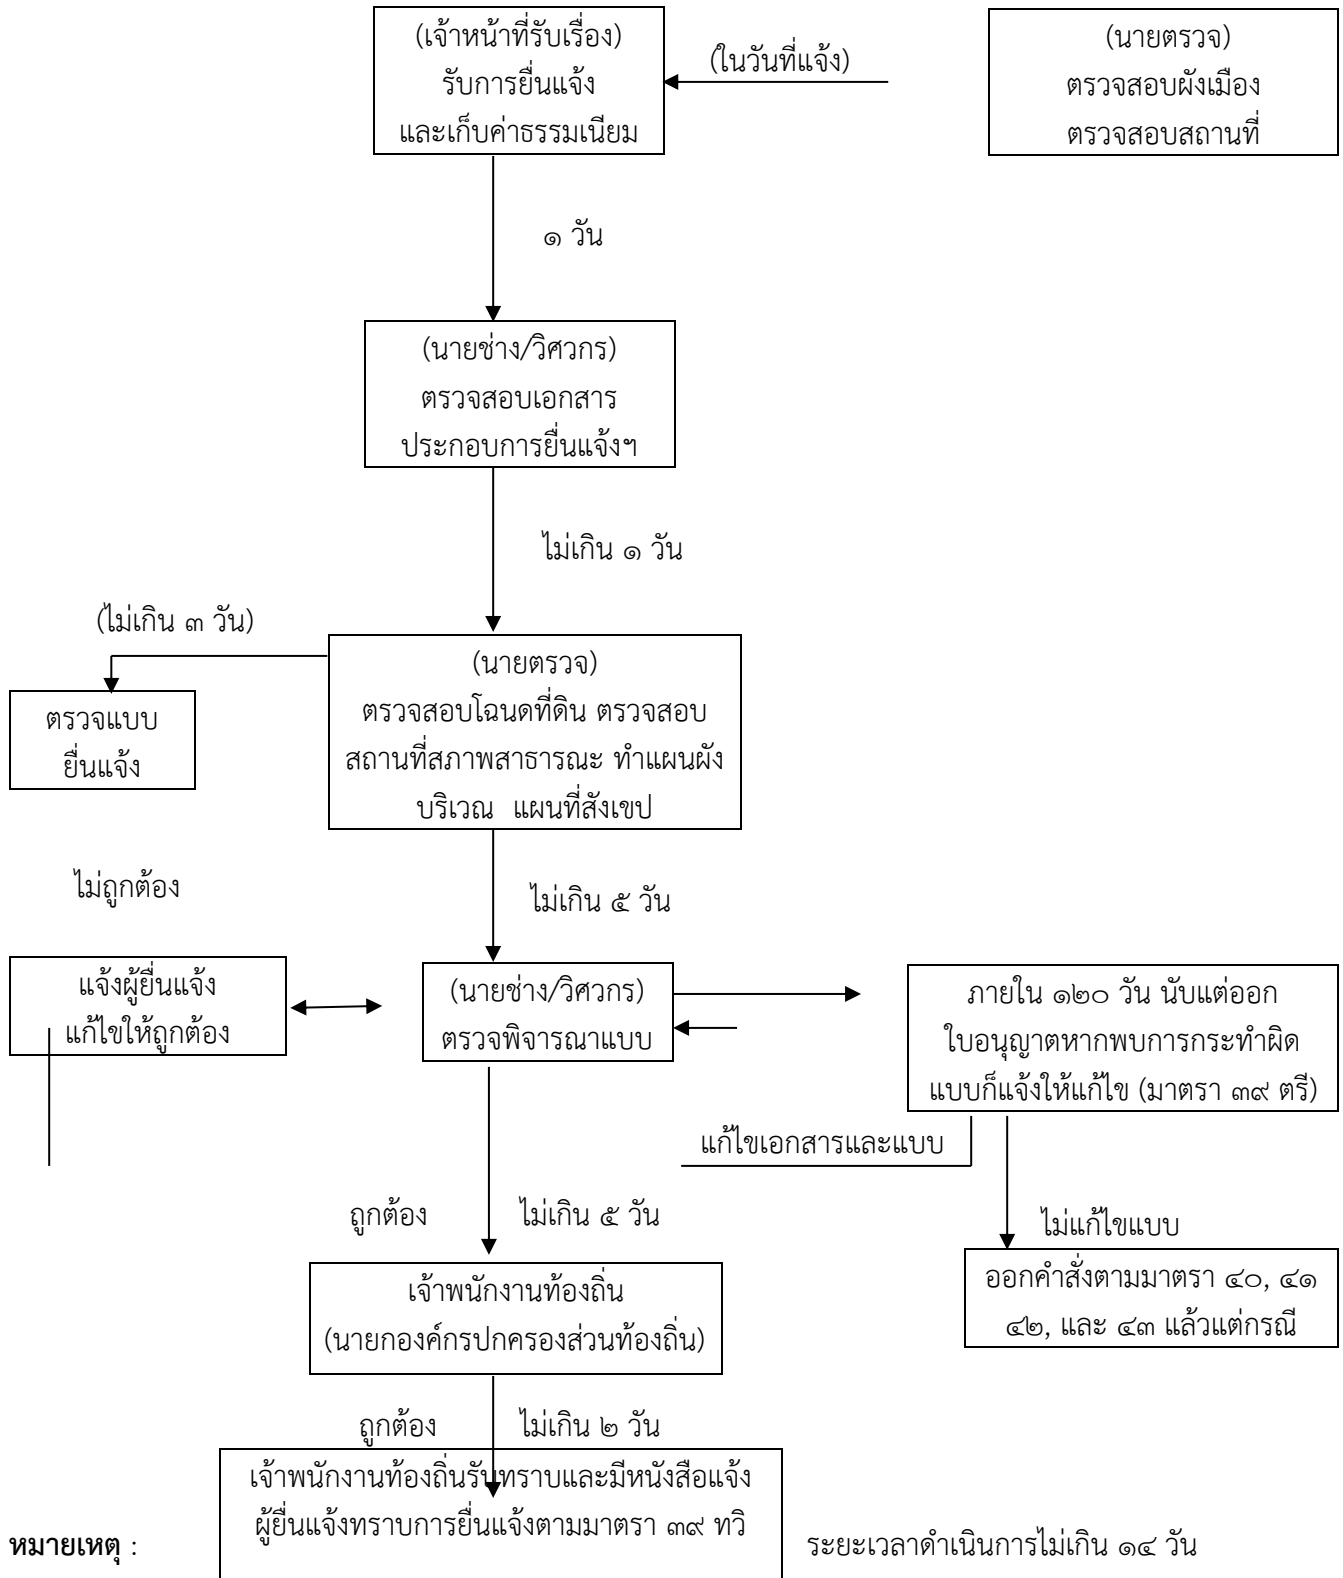 (เจ้าหน้าที่รับเรื่อง)
รับการยื่นแจ้ง
และเก็บค่าธรรมเนียม
(ในวันที่แจ้ง)
(นายตรวจ)
ตรวจสอบผังเมือง
ตรวจสอบสถานที่
๑ วัน
(นายช่าง/วิศวกร)
ตรวจสอบเอกสาร
ประกอบการยื่นแจ้งฯ
ไม่เกิน ๑ วัน
(ไม่เกิน ๓ วัน)
(นายตรวจ)
ตรวจสอบโฉนดที่ดิน ตรวจสอบ
สถานที่สภาพสาธารณะ ทำแผนผัง
บริเวณ แผนที่สังเขป
ตรวจแบบ
ยื่นแจ้ง
ไม่ถูกต้อง
ไม่เกิน ๕ วัน
แจ้งผู้ยื่นแจ้ง
แก้ไขให้ถูกต้อง
(นายช่าง/วิศวกร)
ตรวจพิจารณาแบบ
ภายใน ๑๒๐ วัน นับแต่ออก
ใบอนุญาตหากพบการกระทำผิด
แบบก็แจ้งให้แก้ไข (มาตรา ๓๙ ตรี)
แก้ไขเอกสารและแบบ
ถูกต้อง
ไม่เกิน ๕ วัน
ไม่แก้ไขแบบ
ออกคำสั่งตามมาตรา ๔๐, ๔๑
๔๒, และ ๔๓ แล้วแต่กรณี
เจ้าพนักงานท้องถิ่น
(นายกองค์กรปกครองส่วนท้องถิ่น)
ถูกต้อง
ไม่เกิน ๒ วัน
เจ้าพนักงานท้องถิ่นรับทราบและมีหนังสือแจ้ง
ผู้ยื่นแจ้งทราบการยื่นแจ้งตามมาตรา ๓๙ ทวิ
หมายเหตุ :
ระยะเวลาดำเนินการไม่เกิน ๑๔ วัน